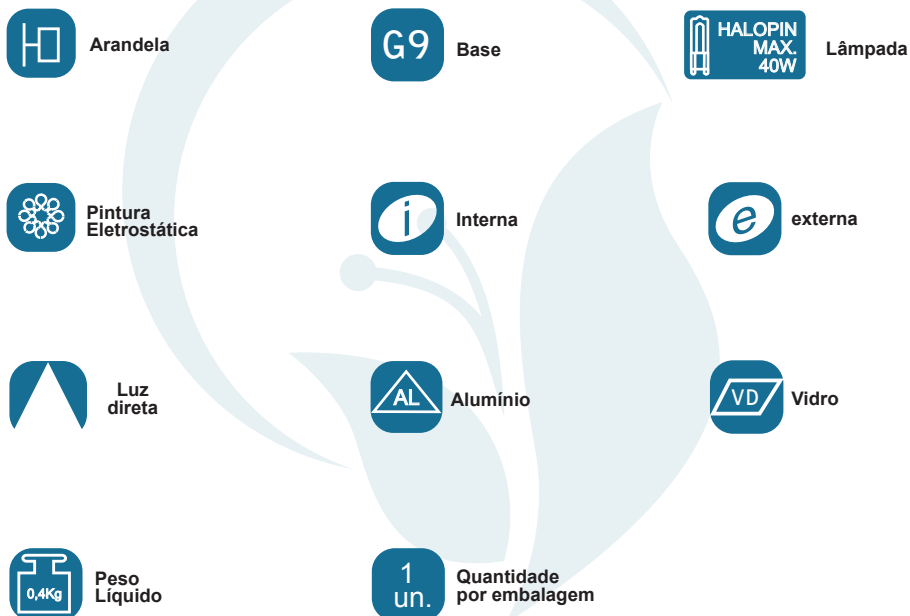 Arandela
G9
Base
HALOPIN
MAX.
40W
Lâmpada
Pintura
Eletrostática
i
Interna
e
externa
Luz
direta
AL
Alumínio
VD
Vidro
0,4Kg
Peso
Líquido
1
un.
Quantidade
por embalagem